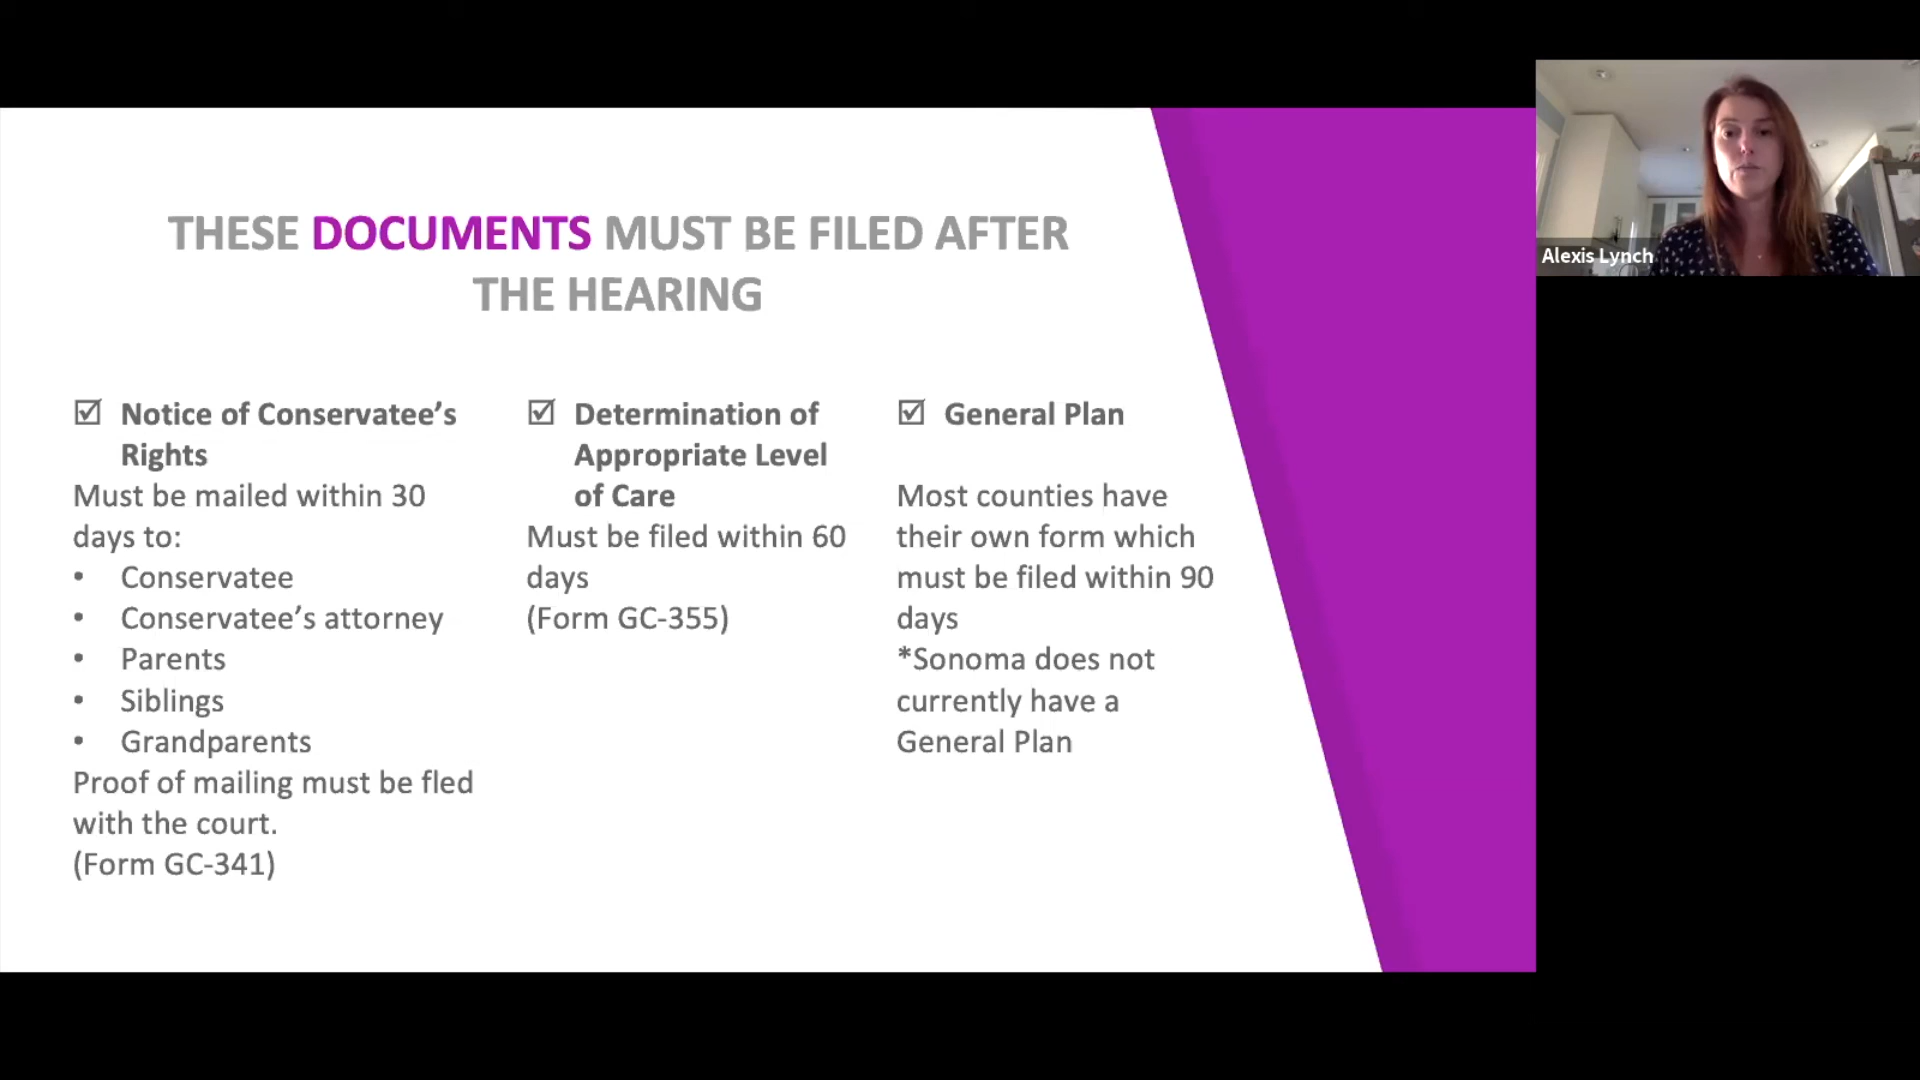 THESE DOCUMENTS MUST BE FILED AFTER
THE HEARING
Notice of Conservatee's
Rights
Must be mailed within 30
days to:
• Conservatee
• Conservatee's attorney
• Parents
• Siblings
• Grandparents
Proof of mailing must be fled
with the court.
(Form GC-341)
Determination of
Appropriate Level
of Care
Must be filed within 60
days
(Form GC-355)
General Plan
Most counties have
their own form which
must be filed within 90
days
*Sonoma does not
currently have a
General Plan
Alexis Lynch